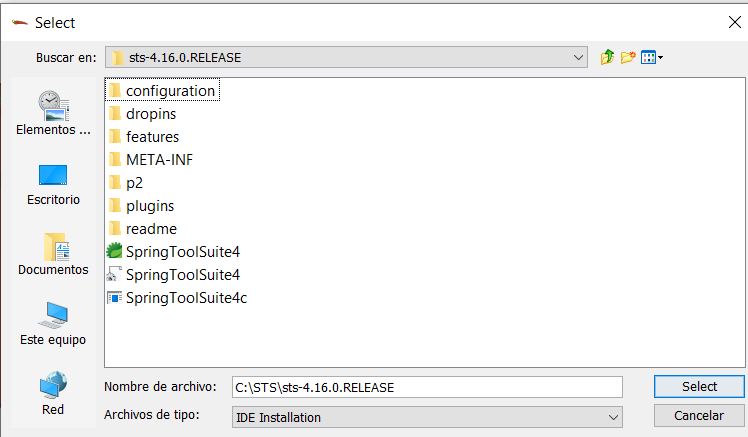 Select
Buscar en:
sts-4.16.0.RELEASE
Elementos ...
Escritorio
Documentos
Este equipo
Red
configuration
dropins
features
META-INF
p2
plugins
readme
SpringToolSuite4
SpringToolSuite4
SpringToolSuite4c
Nombre de archivo:
C:\STS\sts-4.16.0.RELEASE
Select
Archivos de tipo:
IDE Installation
Cancelar